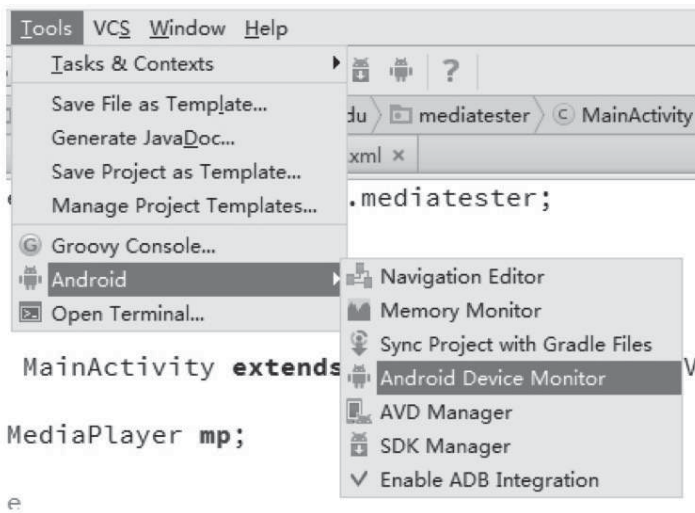 Tools VCS Window Help
Tasks & Contexts
?
Save File as Template...
du mediatester C MainActivity
Generate JavaDoc...
.xml ×
Save Project as Template...
Manage Project Templates...
.mediatester;
G Groovy Console...
Android
Navigation Editor
Open Terminal...
Memory Monitor
Sync Project with Gradle Files
MainActivity extends
Android Device Monitor
AVD Manager
MediaPlayer mp;
SDK Manager
Enable ADB Integration
e